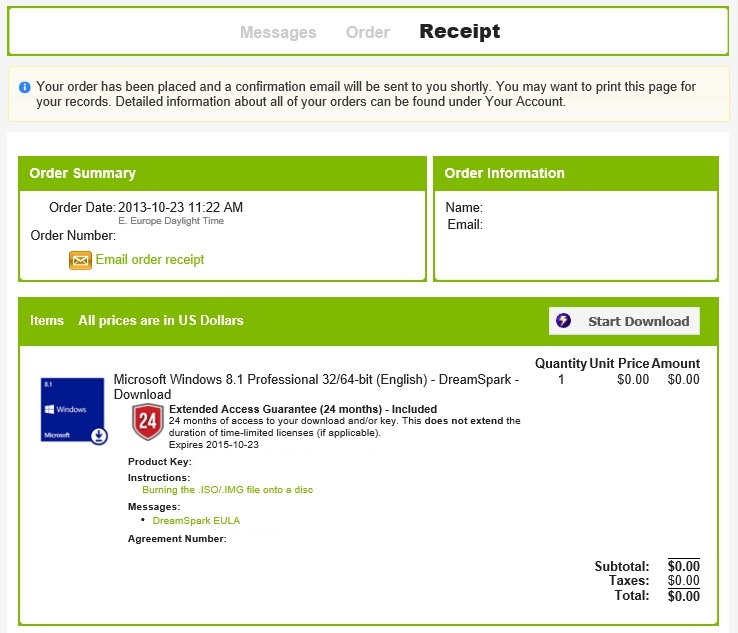 Messages Order Receipt
Your order has been placed and a confirmation email will be sent to you shortly. You may want to print this page for
your records. Detailed information about all of your orders can be found under Your Account.
Order Summary
Order Date: 2013-10-23 11:22 AM
E. Europe Daylight Time
Order Number:
Email order receipt
Order Information
Name:
Email:
Items All prices are in US Dollars
Start Download
Quantity Unit Price Amount
8.1
Windows
Microsoft
Microsoft Windows 8.1 Professional 32/64-bit (English) - DreamSpark - 1 $0.00 $0.00
Download
24
Extended Access Guarantee (24 months) - Included
24 months of access to your download and/or key. This does not extend the
duration of time-limited licenses (if applicable).
Expires 2015-10-23
Product Key:
Instructions:
Burning the .ISO/.IMG file onto a disc
Messages:
• DreamSpark EULA
Agreement Number:
Subtotal: $0.00
Taxes: $0.00
Total: $0.00